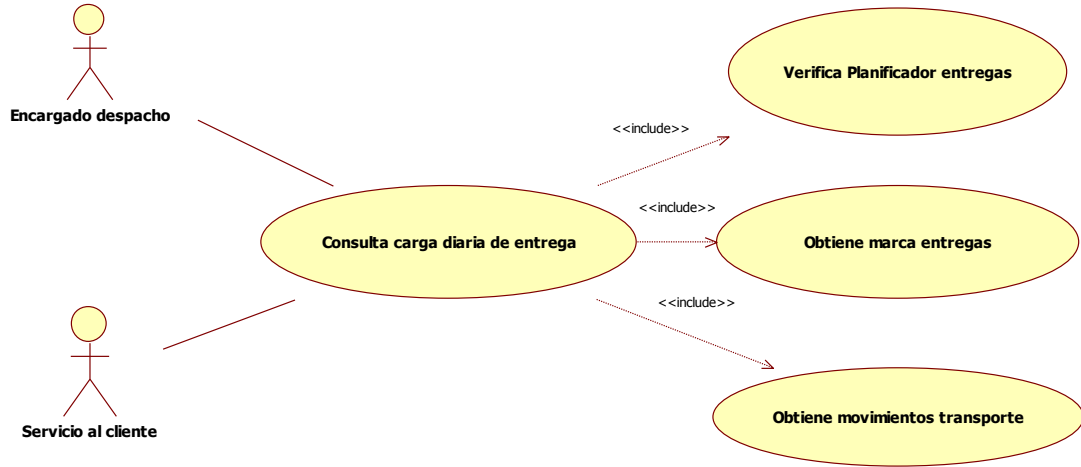 Verifica Planificador entregas
Encargado despacho
<<include>>
<<include>>
Consulta carga diaria de entrega
Obtiene marca entregas
<<include>>
Obtiene movimientos transporte
Servicio al cliente